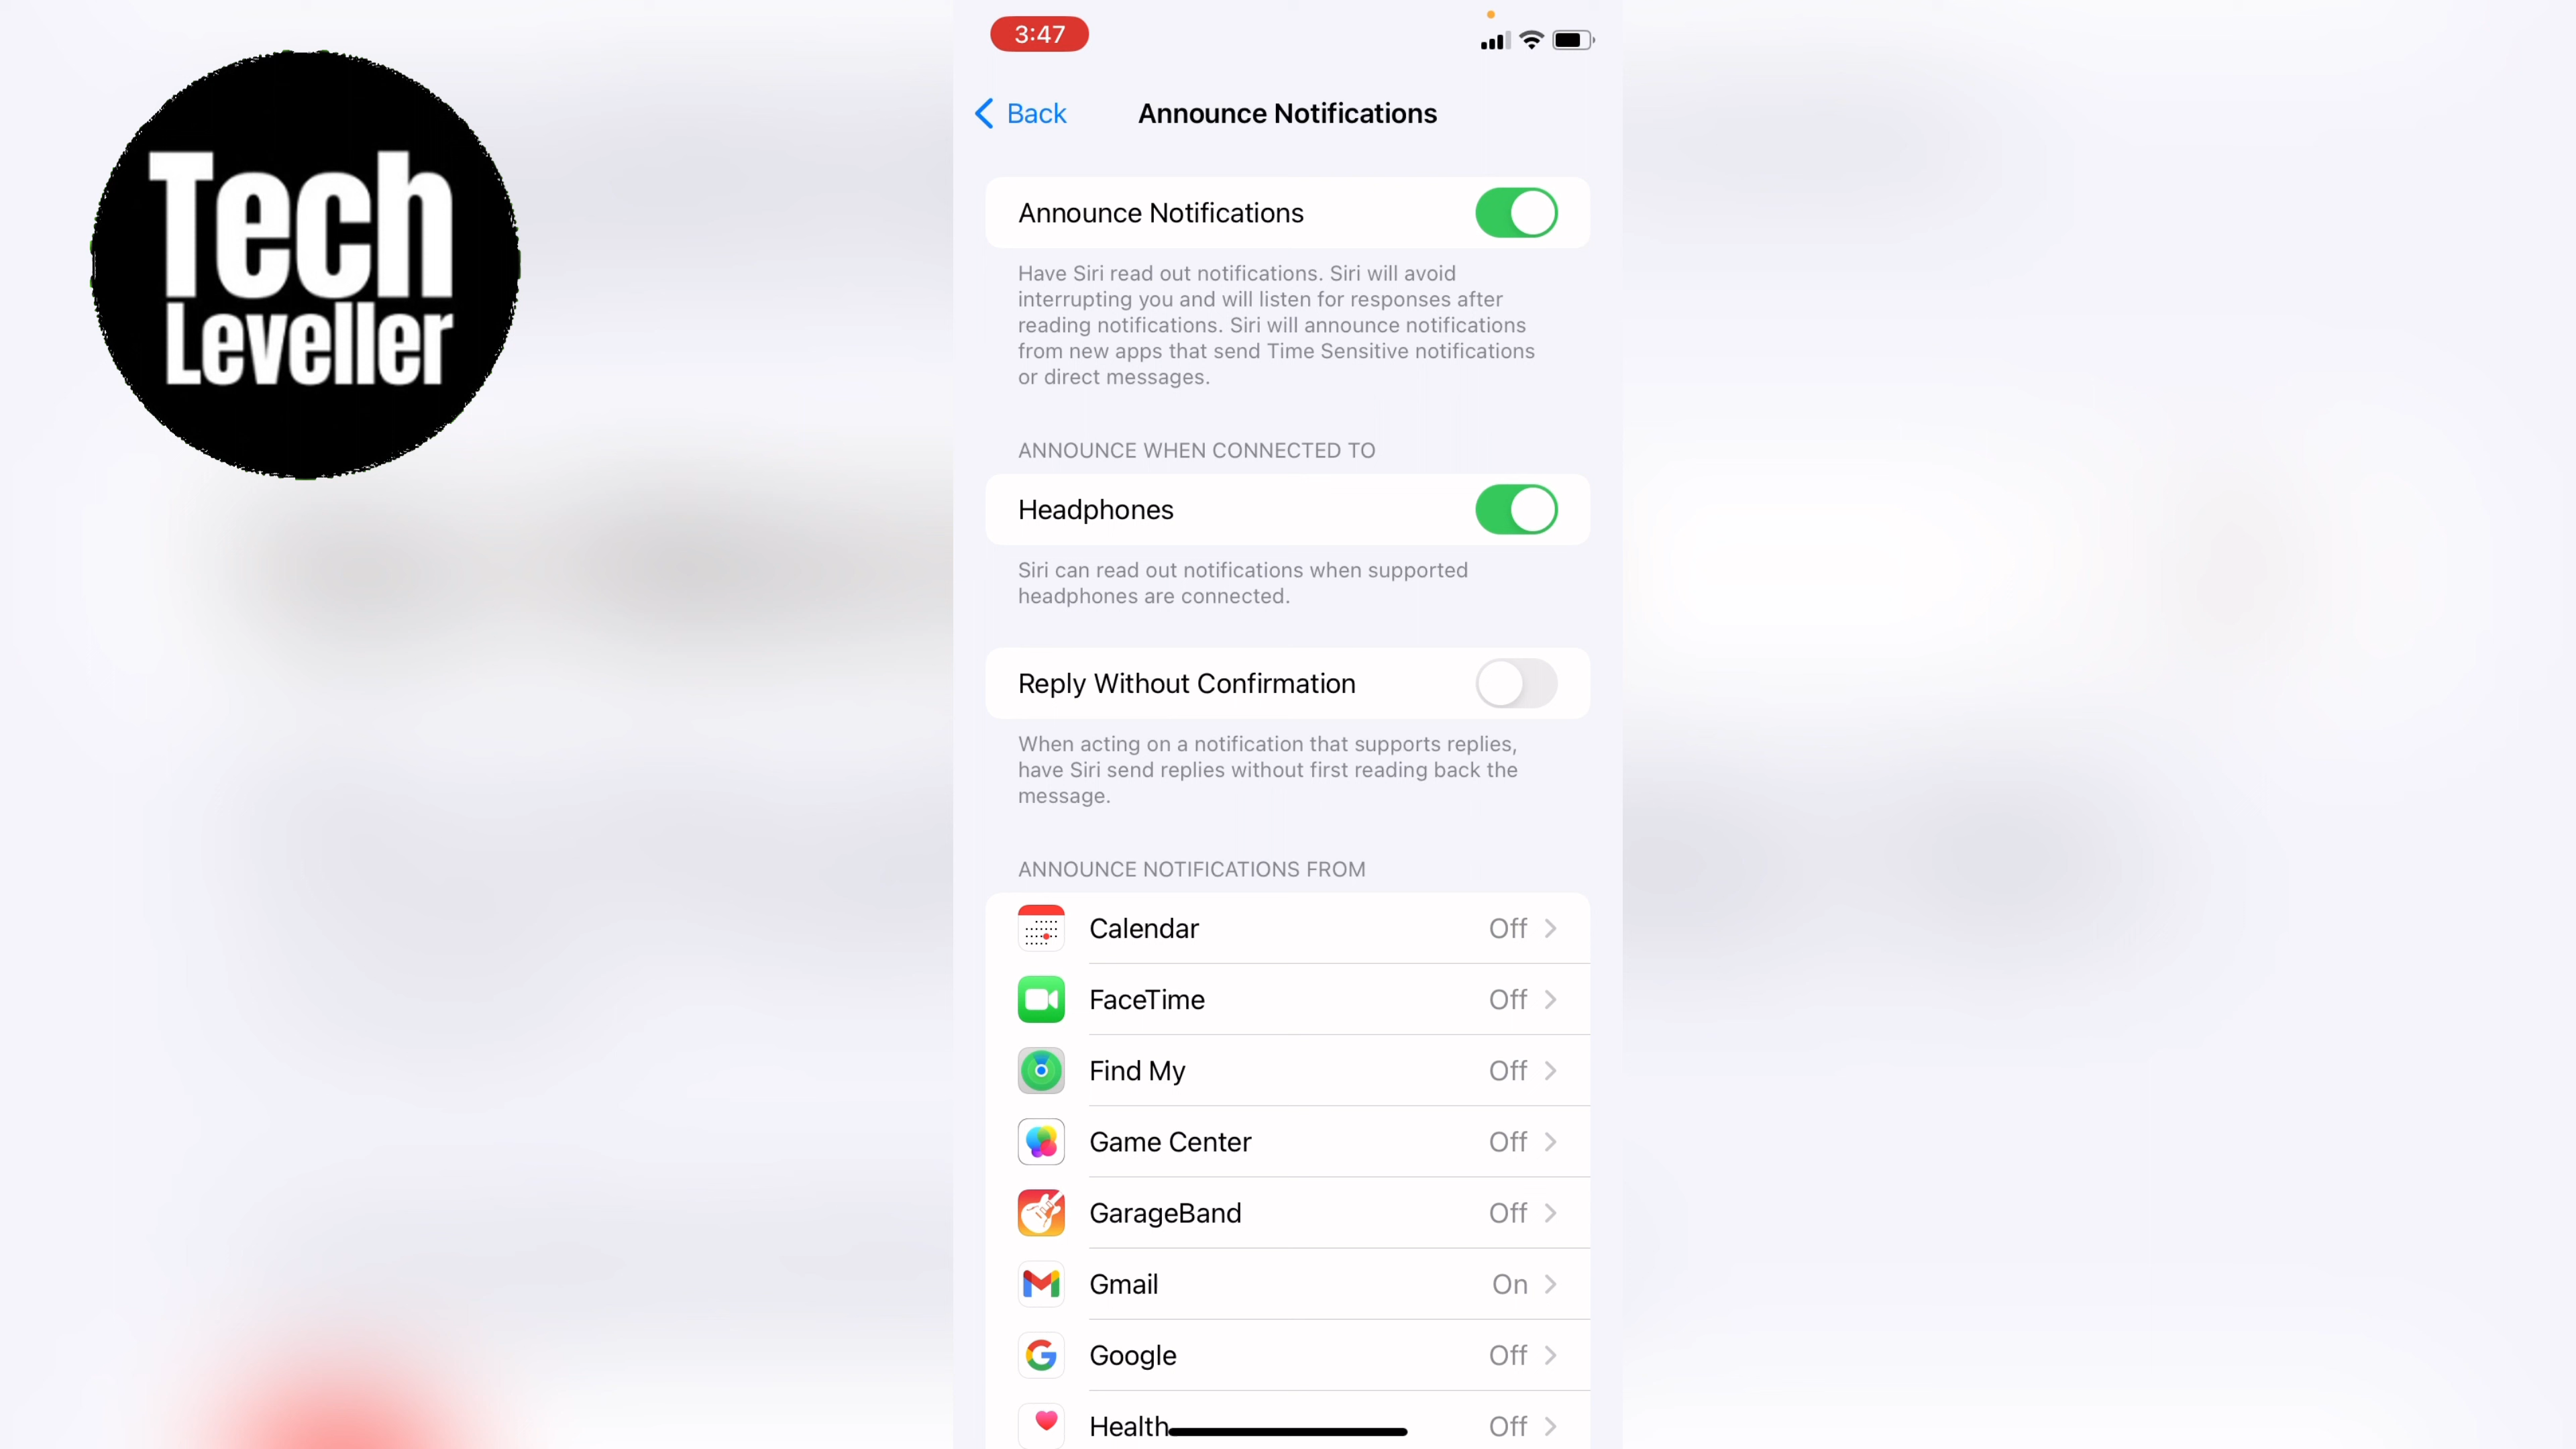 Tech
Leveller
3:47
Back
Announce Notifications
Announce Notifications
Have Siri read out notifications. Siri will avoid
interrupting you and will listen for responses after
reading notifications. Siri will announce notifications
from new apps that send Time Sensitive notifications
or direct messages.
ANNOUNCE WHEN CONNECTED TO
Headphones
Siri can read out notifications when supported
headphones are connected.
Reply Without Confirmation
When acting on a notification that supports replies,
have Siri send replies without first reading back the
message.
ANNOUNCE NOTIFICATIONS FROM
Calendar Off
FaceTime Off
Find My Off
Game Center Off
GarageBand Off
Gmail On
Google Off
Health Off